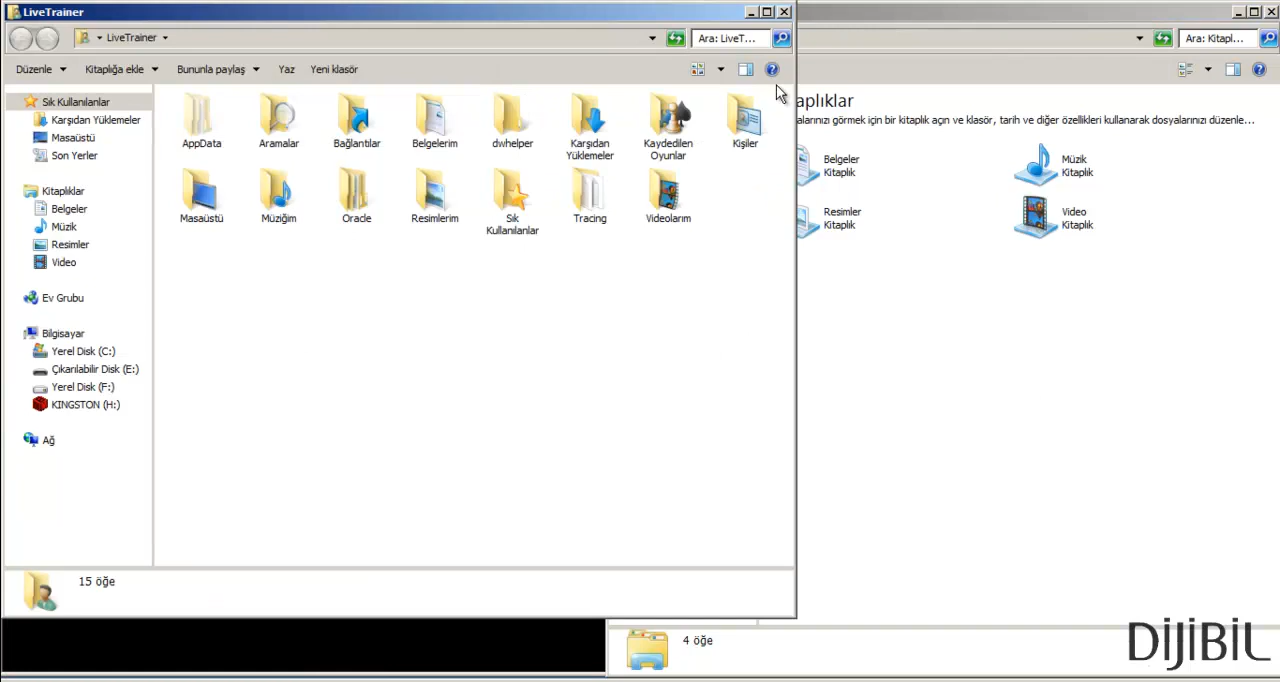 LiveTrainer
LiveTrainer
Ara: LiveT...
Ara: Kitapl...
Düzenle
Kitaplığa ekle
Bununla paylaş
Yaz
Yeni klasör
Sık Kullanılanlar
Karşıdan Yüklemeler
Masaüstü
Son Yerler
Kitaplıklar
Belgeler
Müzik
Resimler
Video
Ev Grubu
Bilgisayar
Yerel Disk (C:)
Çıkarılabilir Disk (E:)
Yerel Disk (F:)
KINGSTON (H:)
Ağ
AppData
Aramalar
Bağlantılar
Belgelerim
dwhelper
Karşıdan
Yüklemeler
Kaydedilen
Oyunlar
Kişiler
Masaüstü
Müziğim
Oracle
Resimlerim
Sık
Kullanılanlar
Tracing
Videolarım
15 öğe
aplıklar
alarınızı görmek için bir kitaplık açın ve klasör, tarih ve diğer özellikleri kullanarak dosyalarınızı düzenle...
Belgeler
Kitaplık
Müzik
Kitaplık
Resimler
Kitaplık
Video
Kitaplık
4 öğe
DİJİBİL